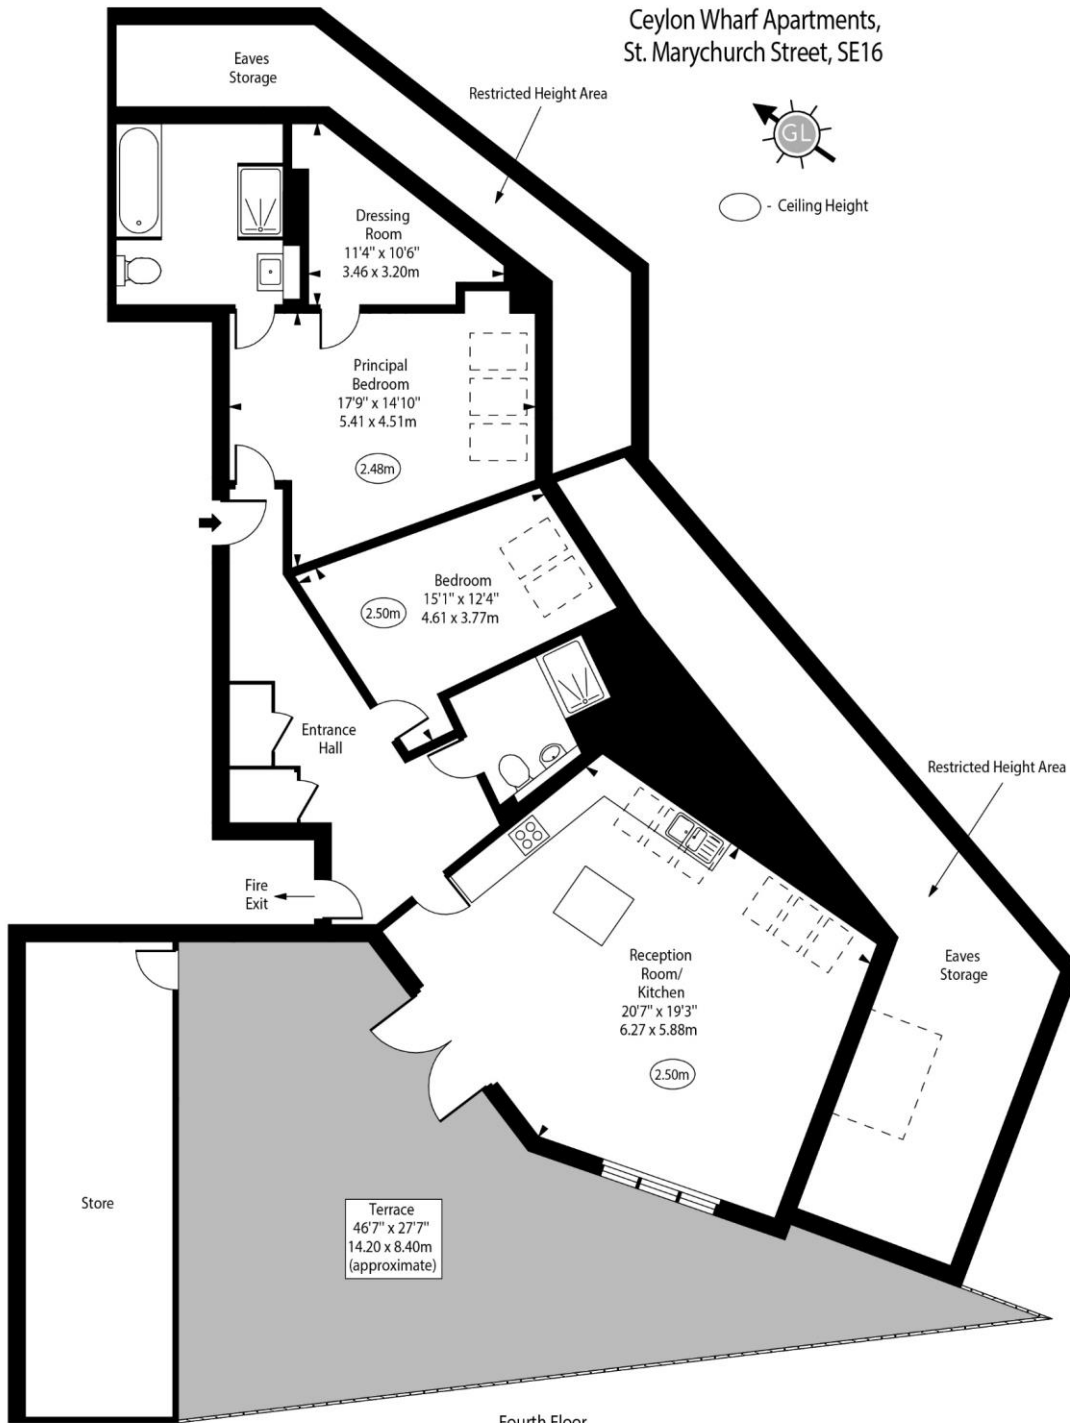 Ceylon Wharf Apartments,
St. Marychurch Street, SE16
Eaves
Storage
Restricted Height Area
GL
- Ceiling Height
Dressing
Room
11'4" x 10'6"
3.46 x 3.20m
Principal
Bedroom
17'9" x 14'10"
5.41 x 4.51m
2.48m
Bedroom
15'1" x 12'4"
4.61 x 3.77m
2.50m
Entrance
Hall
Restricted Height Area
Fire
Exit
Reception
Room/
Kitchen
20'7" x 19'3"
6.27 x 5.88m
2.50m
Eaves
Storage
Store
Terrace
46'7" x 27'7"
14.20 x 8.40m
(approximate)
Fourth Floor